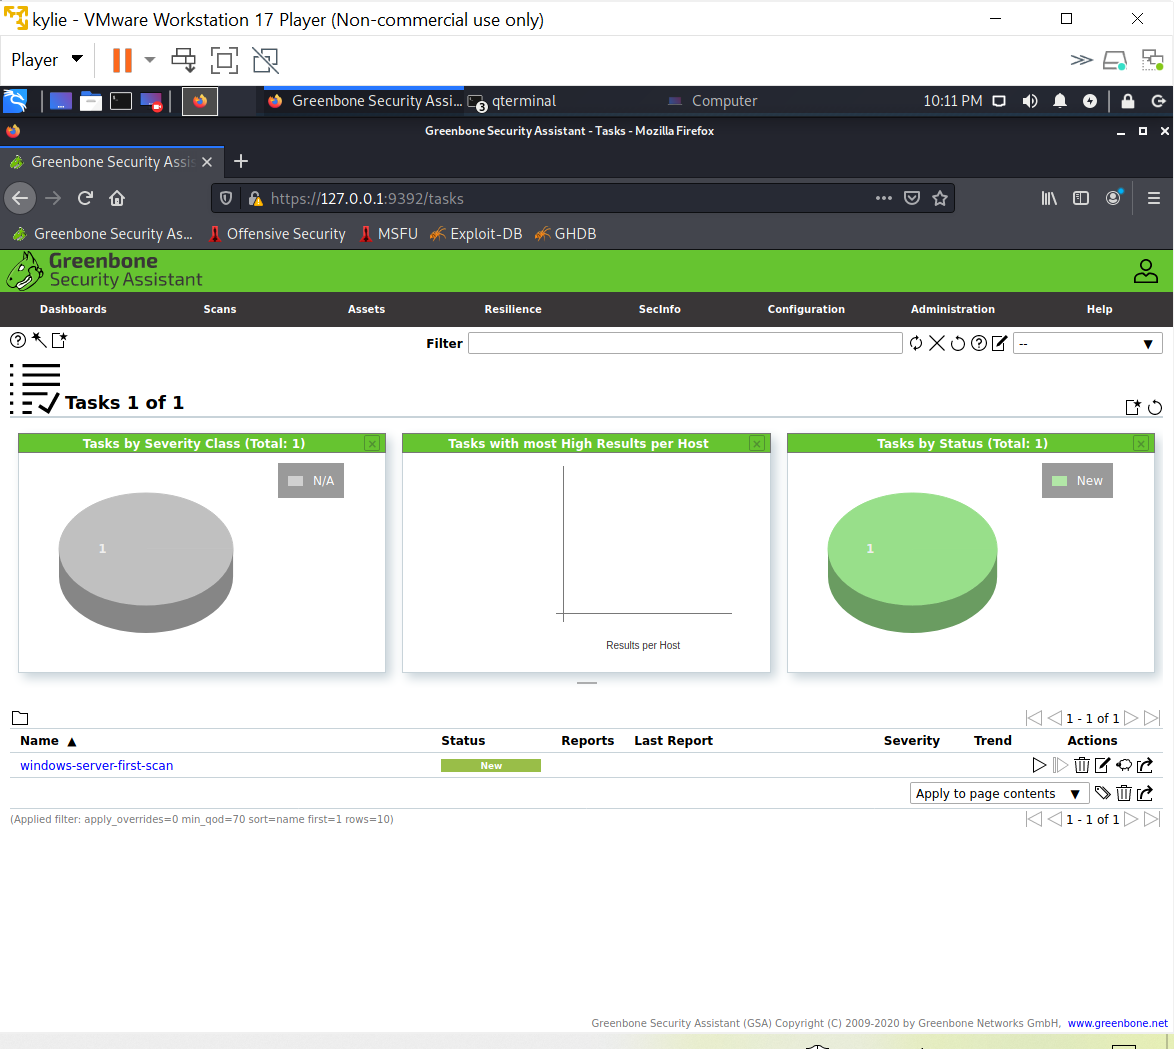 kylie - VMware Workstation 17 Player (Non-commercial use only)
Player
Greenbone Security Assi... 3 qterminal Computer 10:11 PM
Greenbone Security Assistant - Tasks - Mozilla Firefox
Greenbone Security Assis
https://127.0.0.1:9392/tasks
Greenbone Security As... Offensive Security MSFU Exploit-DB GHDB
Greenbone
Security Assistant
Dashboards Scans Assets Resilience SecInfo Configuration Administration Help
Filter --
Tasks 1 of 1
Tasks by Severity Class (Total: 1) Tasks with most High Results per Host Tasks by Status (Total: 1)
N/A New
1 1
Results per Host
1 - 1 of 1
Name ▲ Status Reports Last Report Severity Trend Actions
windows-server-first-scan New
Apply to page contents ▼
(Applied filter: apply_overrides=0 min_qod=70 sort=name first=1 rows=10) 1 - 1 of 1
Greenbone Security Assistant (GSA) Copyright (C) 2009-2020 by Greenbone Networks GmbH, www.greenbone.net